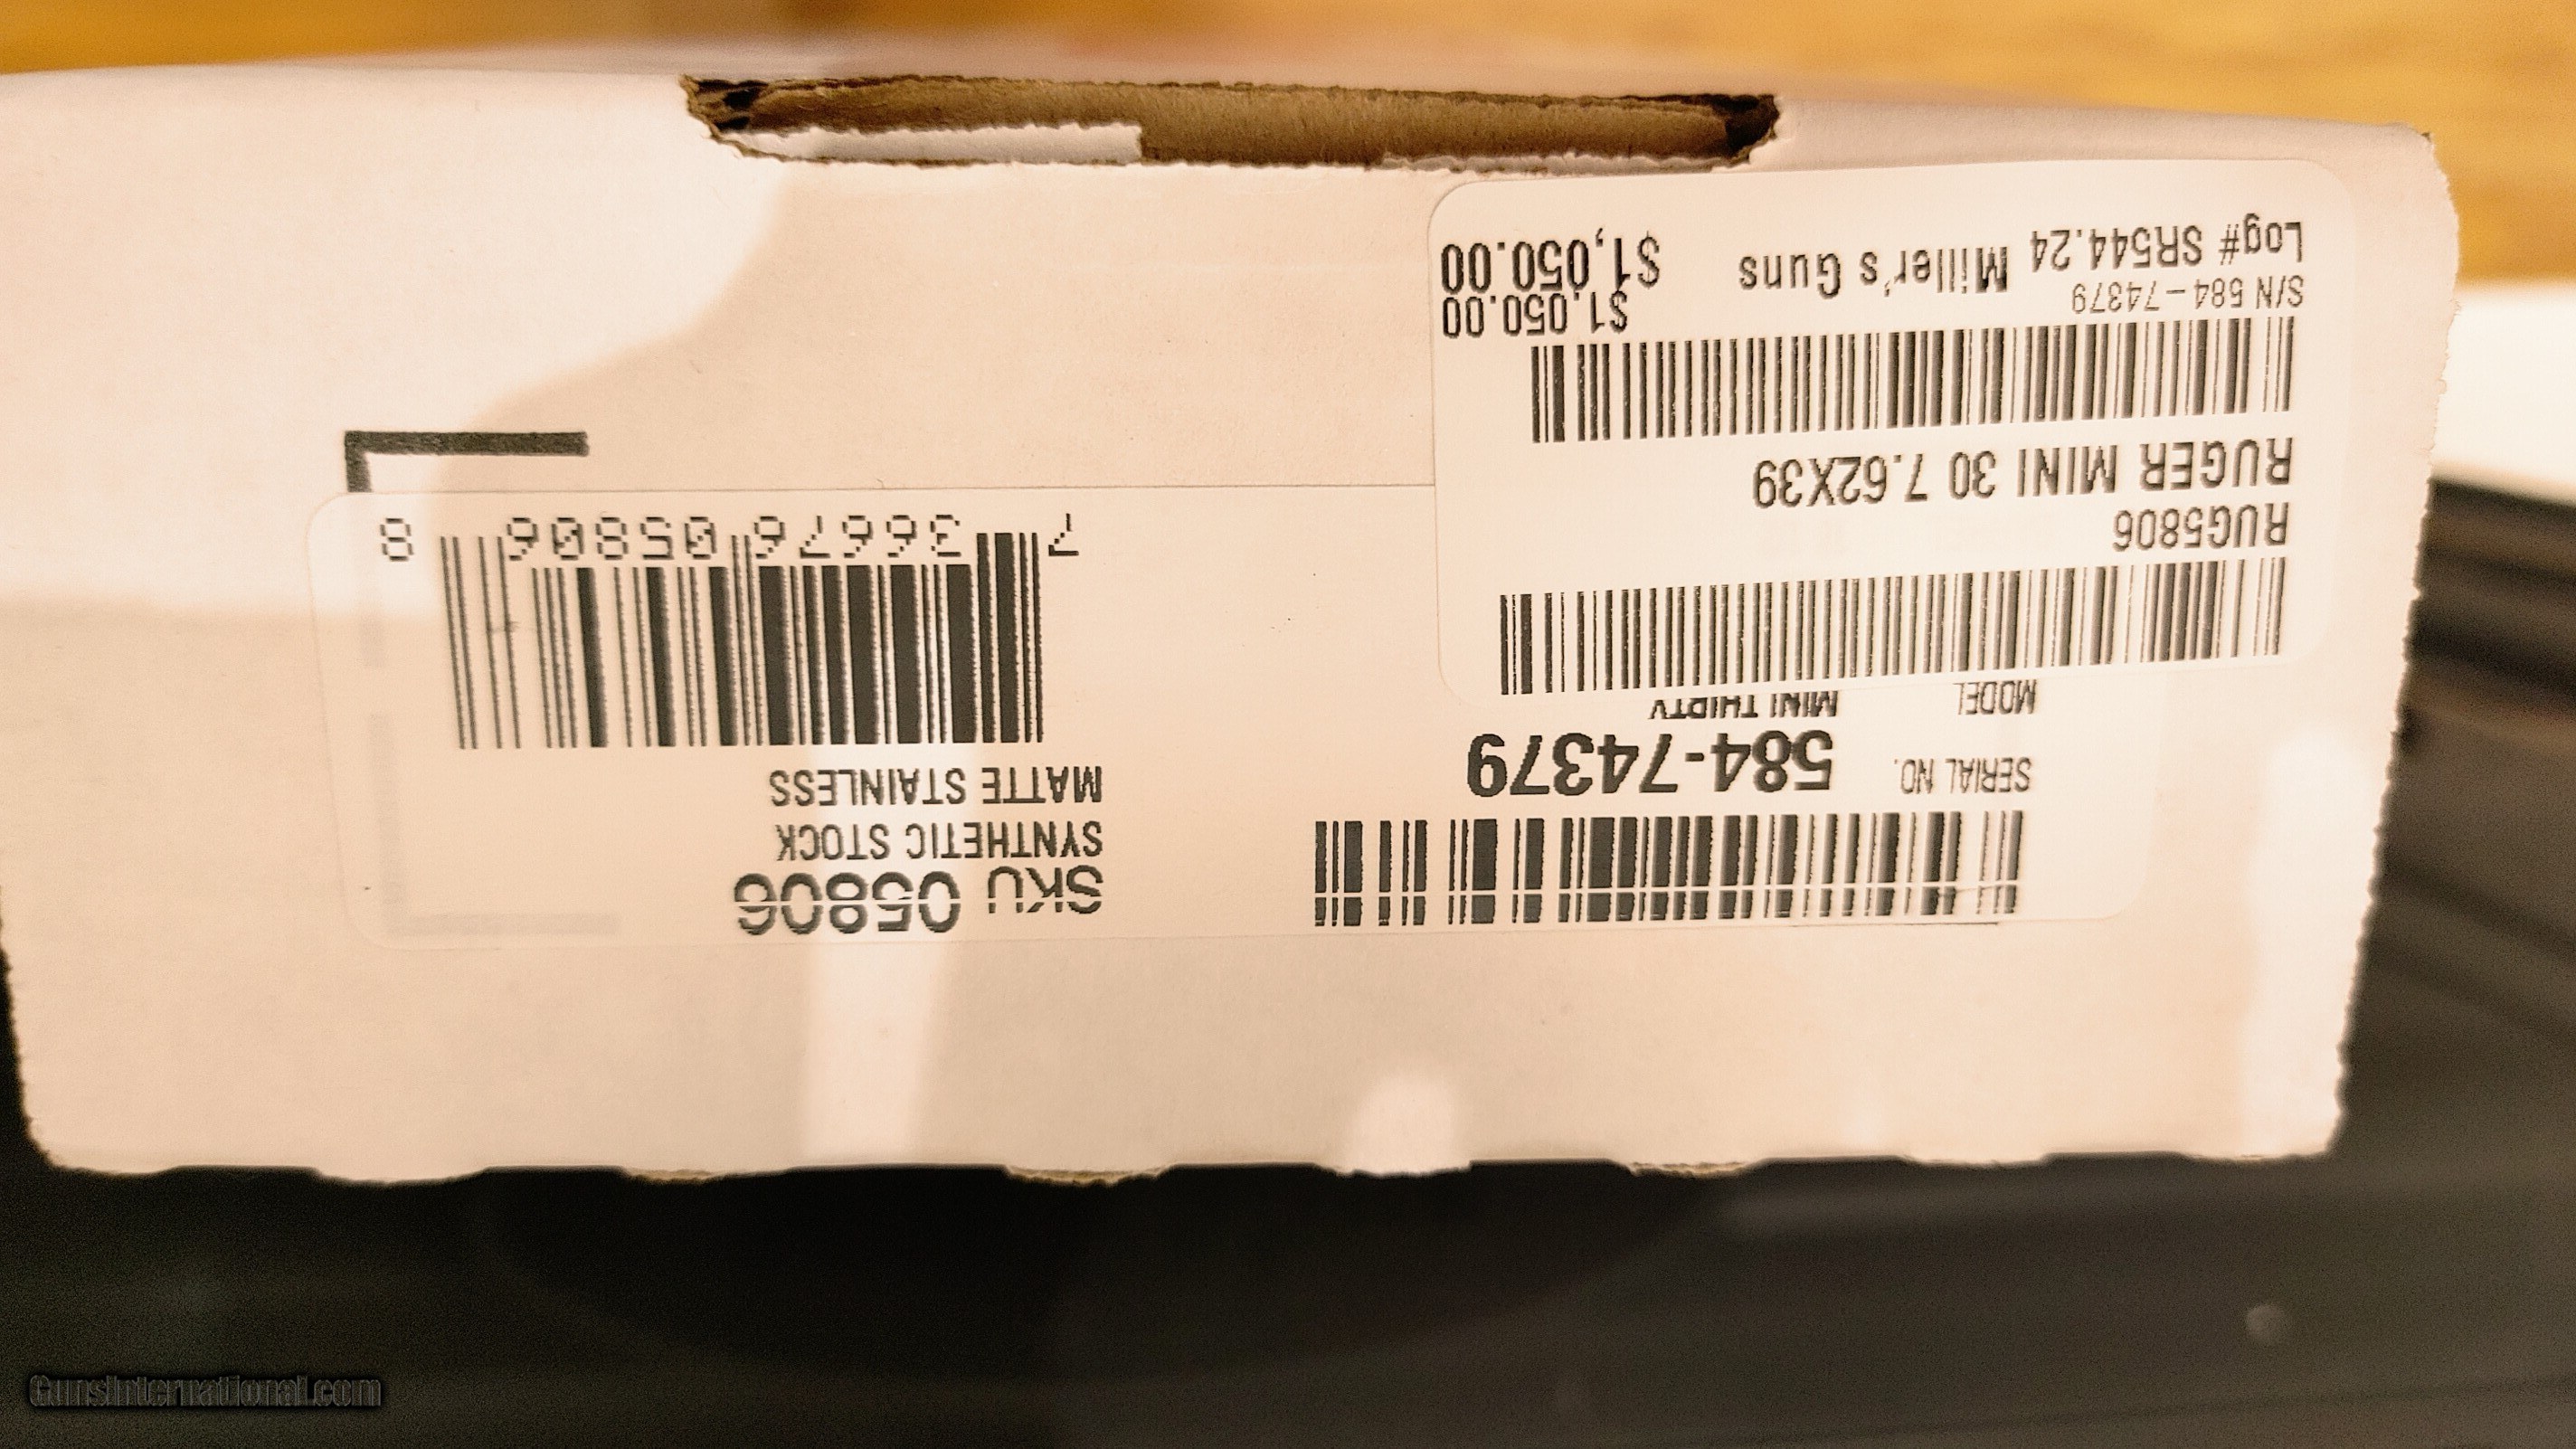 SKU 05806
SYNTHETIC STOCK
MATTE STAINLESS
7 36676 05806 8
SERIAL NO. 584-74379
MODEL MINI THIRTY
RUG5806
RUGER MINI 30 7.62X39
S/N 584-74379
$1,050.00
Log# SR544.24 Miller's Guns $1,050.00
GunsInternational.com